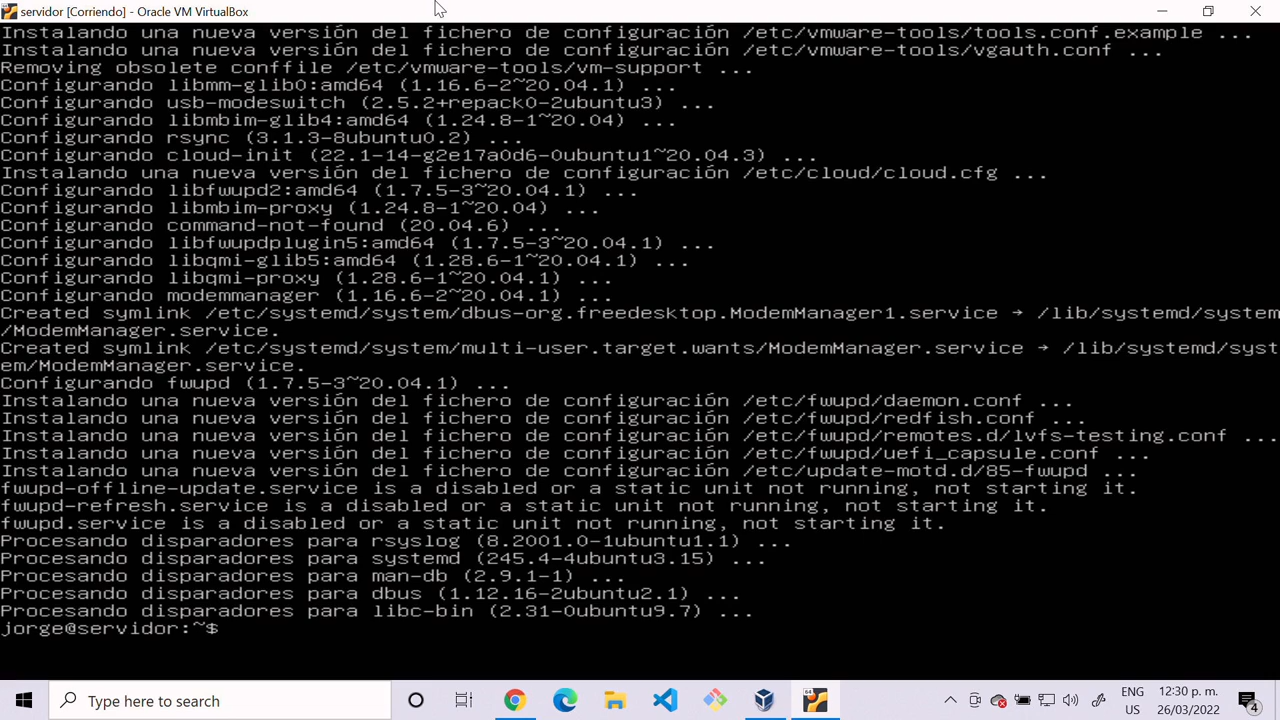 servidor [Corriendo] - Oracle VM VirtualBox
Instalando una nueva versión del fichero de configuración /etc/vmware-tools/tools.conf.example ...
Instalando una nueva versión del fichero de configuración /etc/vmware-tools/vgauth.conf ...
Removing obsolete conffile /etc/vmware-tools/vm-support ...
Configurando libmm-glib0:amd64 (1.16.6-2~20.04.1) ...
Configurando usb-modeswitch (2.5.2+repack0-2ubuntu3) ...
Configurando libmbim-glib4:amd64 (1.24.8-1~20.04) ...
Configurando rsync (3.1.3-8ubuntu0.2) ...
Configurando cloud-init (22.1-14-g2e17a0d6-0ubuntu1~20.04.3) ...
Instalando una nueva versión del fichero de configuración /etc/cloud/cloud.cfg ...
Configurando libfwupd2:amd64 (1.7.5-3~20.04.1) ...
Configurando libmbim-proxy (1.24.8-1~20.04) ...
Configurando command-not-found (20.04.6) ...
Configurando libfwupdplugin5:amd64 (1.7.5-3~20.04.1) ...
Configurando libqmi-glib5:amd64 (1.28.6-1~20.04.1) ...
Configurando libqmi-proxy (1.28.6-1~20.04.1) ...
Configurando modemmanager (1.16.6-2~20.04.1) ...
Created symlink /etc/systemd/system/dbus-org.freedesktop.ModemManager1.service → /lib/systemd/system
/ModemManager.service.
Created symlink /etc/systemd/system/multi-user.target.wants/ModemManager.service → /lib/systemd/syst
em/ModemManager.service.
Configurando fwupd (1.7.5-3~20.04.1) ...
Instalando una nueva versión del fichero de configuración /etc/fwupd/daemon.conf ...
Instalando una nueva versión del fichero de configuración /etc/fwupd/redfish.conf ...
Instalando una nueva versión del fichero de configuración /etc/fwupd/remotes.d/lvfs-testing.conf ...
Instalando una nueva versión del fichero de configuración /etc/fwupd/uefi_capsule.conf ...
Instalando una nueva versión del fichero de configuración /etc/update-motd.d/85-fwupd ...
fwupd-offline-update.service is a disabled or a static unit not running, not starting it.
fwupd-refresh.service is a disabled or a static unit not running, not starting it.
fwupd.service is a disabled or a static unit not running, not starting it.
Procesando disparadores para rsyslog (8.2001.0-1ubuntu1.1) ...
Procesando disparadores para systemd (245.4-4ubuntu3.15) ...
Procesando disparadores para man-db (2.9.1-1) ...
Procesando disparadores para dbus (1.12.16-2ubuntu2.1) ...
Procesando disparadores para libc-bin (2.31-0ubuntu9.7) ...
jorge@servidor:~$
Type here to search
ENG
US
12:30 p. m.
26/03/2022
4